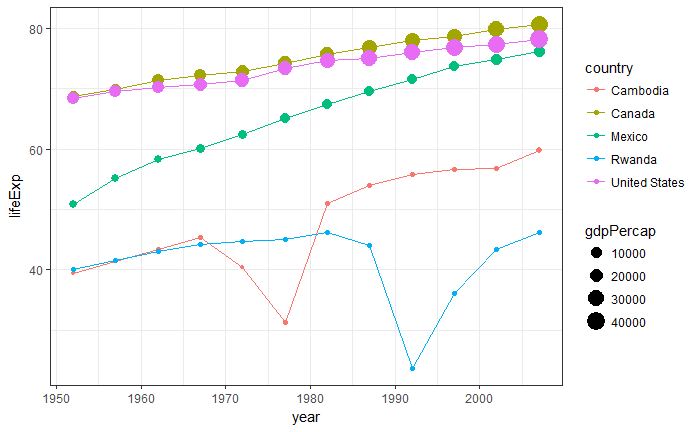 80
60
40
lifeExp
1950
1960
1970
1980
1990
2000
year
country
Cambodia
Canada
Mexico
Rwanda
United States
gdpPercap
10000
20000
30000
40000